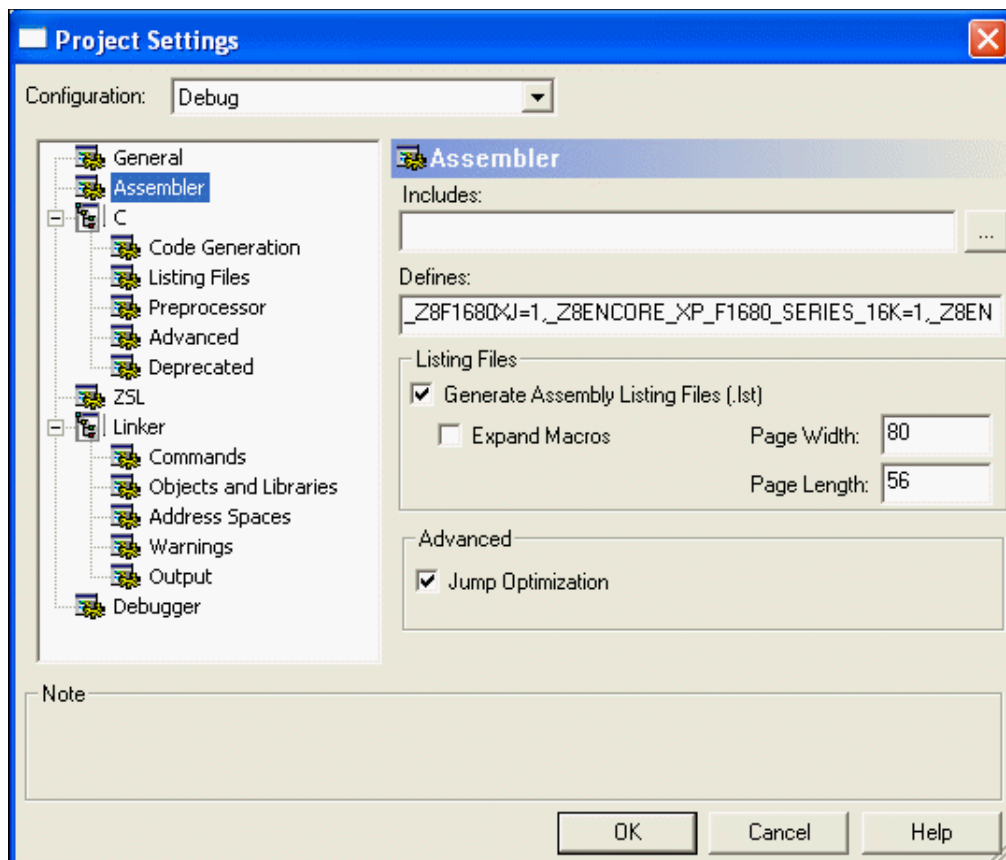 Project Settings
Configuration: Debug
General
Assembler
C
Code Generation
Listing Files
Preprocessor
Advanced
Deprecated
ZSL
Linker
Commands
Objects and Libraries
Address Spaces
Warnings
Output
Debugger
Assembler
Includes:
...
Defines:
_Z8F1680XJ=1,_Z8ENCORE_XP_F1680_SERIES_16K=1,_Z8EN
Listing Files
Generate Assembly Listing Files (.lst)
Expand Macros Page Width: 80
Page Length: 56
Advanced
Jump Optimization
Note
OK Cancel Help